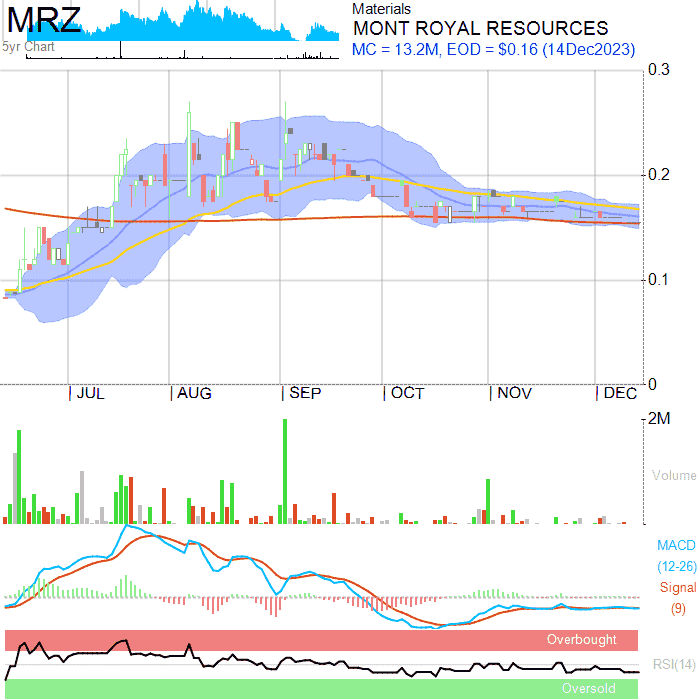 MRZ
5yr Chart
Materials
MONT ROYAL RESOURCES
MC = 13.2M, EOD = $0.16 (14Dec2023)
0.3
0.2
0.1
0
JUL AUG SEP OCT NOV DEC
2M
Volume
MACD
(12-26)
Signal
(9)
Overbought
RSI(14)
Oversold